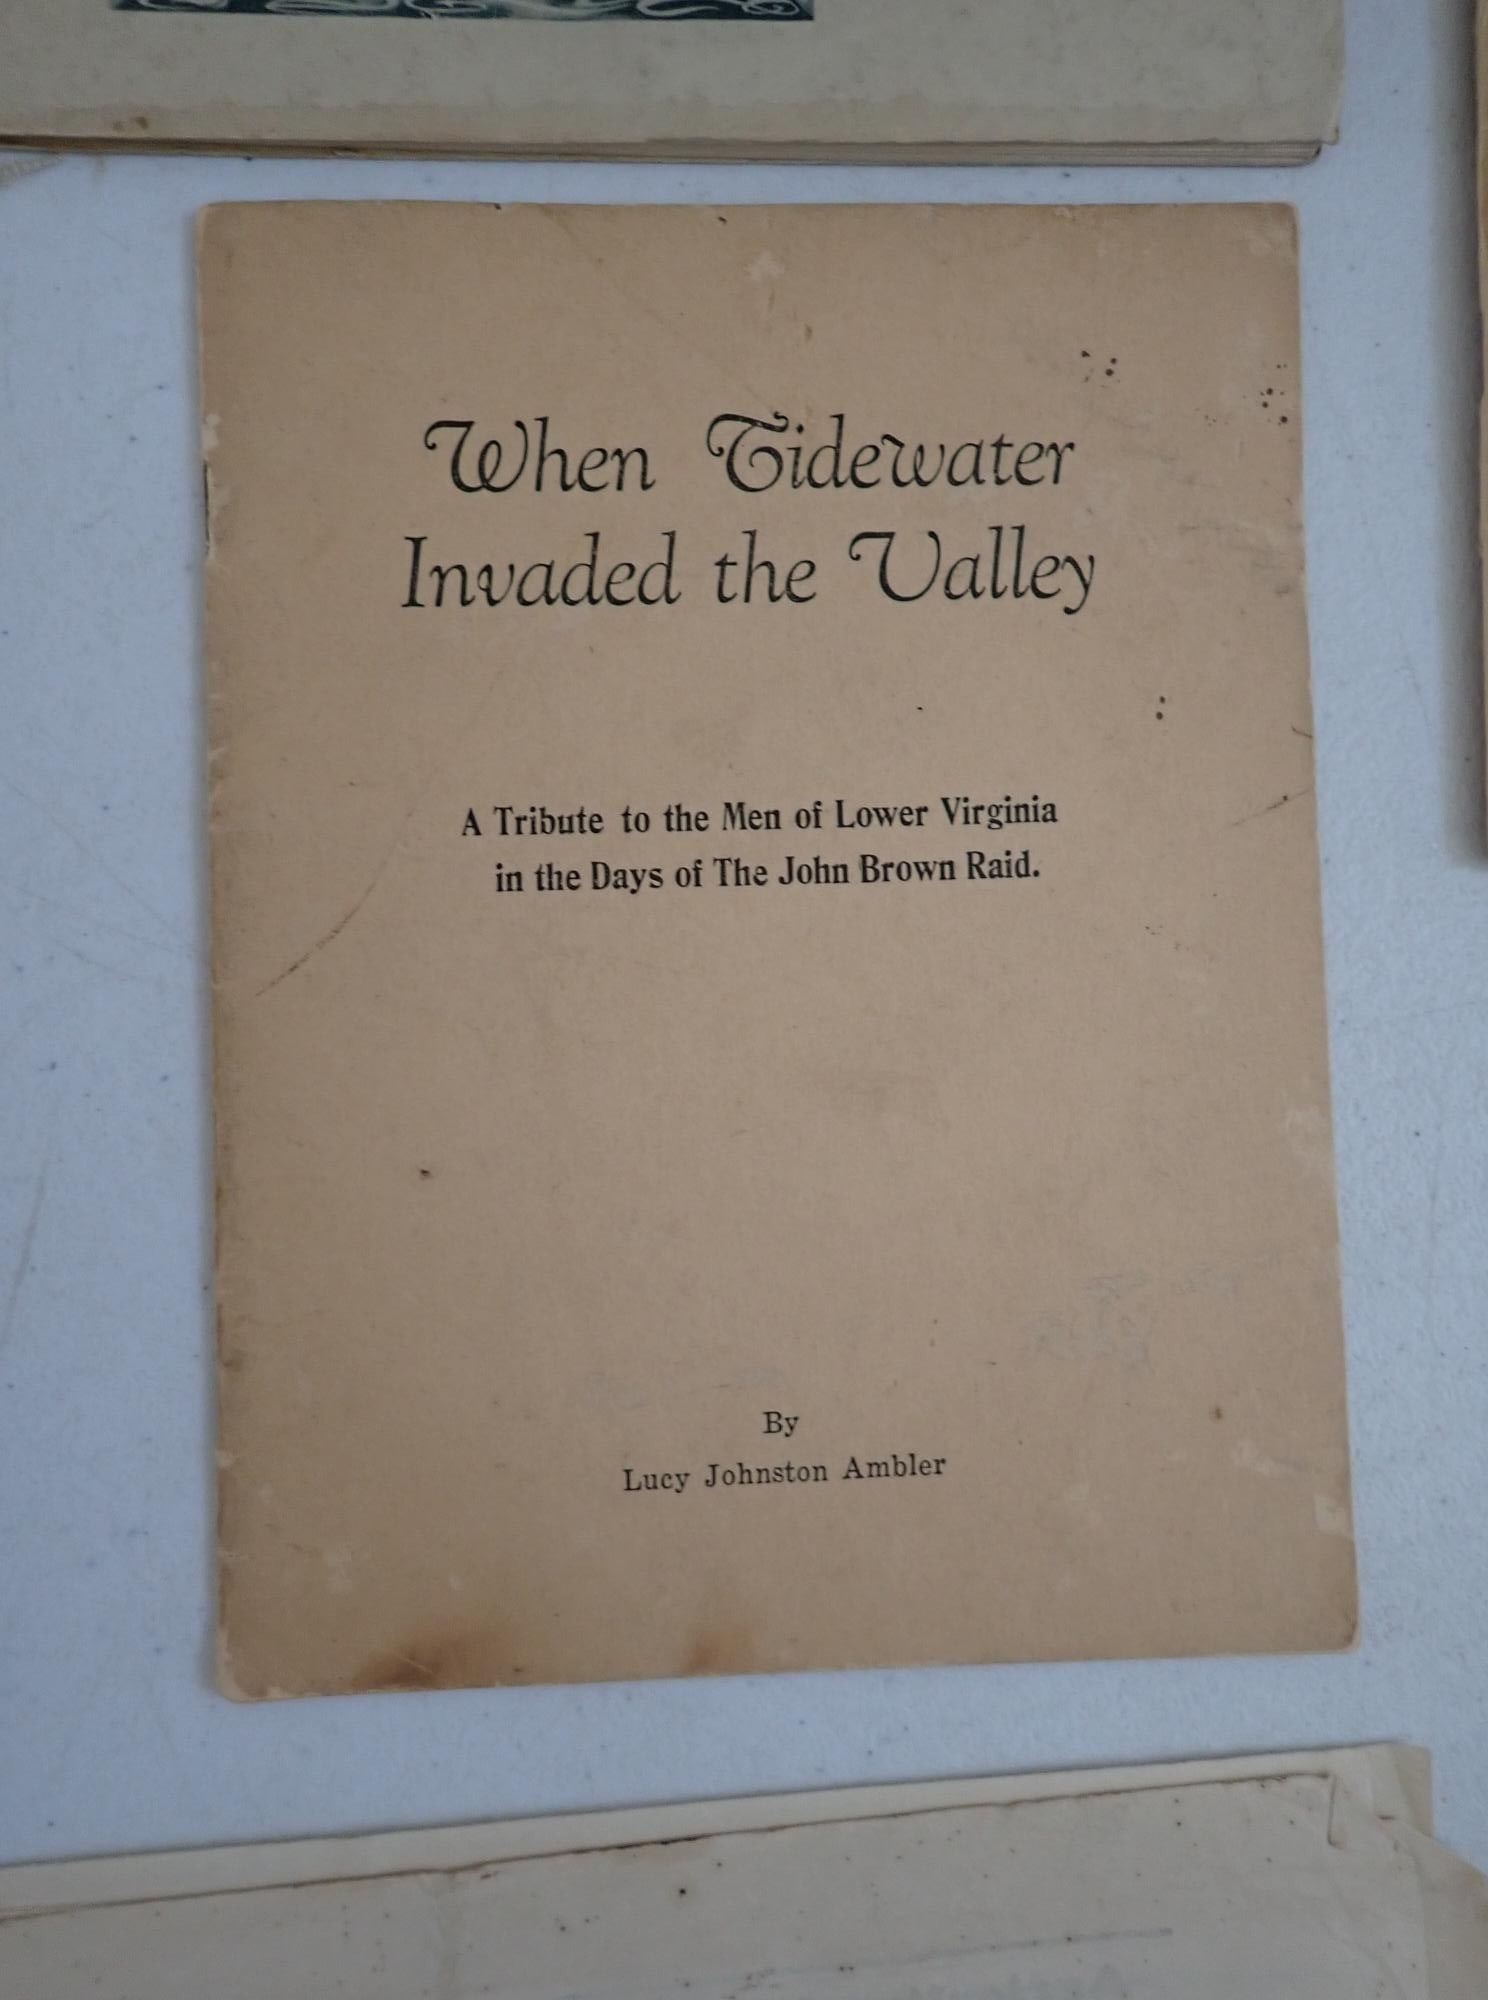 When Tidewater
Invaded the Valley
A Tribute to the Men of Lower Virginia
in the Days of The John Brown Raid.
By
Lucy Johnston Ambler